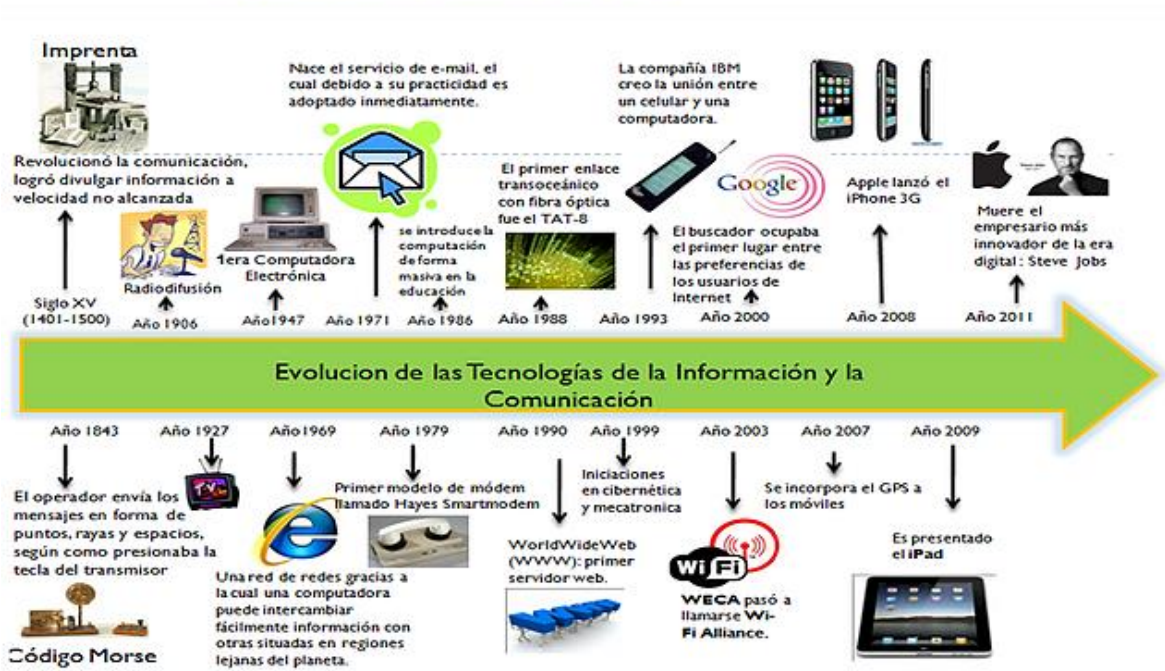 Imprenta
Revolucionó la comunicación,
logró divulgar información a
velocidad no alcanzada
Siglo XV
(1401-1500)
Radiodifusión
Año 1906
1era Computadora
Electrónica
Año1947
Nace el servicio de e-mail, el
cual debido a su practicidad es
adoptado inmediatamente.
Año 1971
se introduce la
computación
de forma
masiva en la
educación
Año 1986
El primer enlace
transoceánico
con fibra óptica
fue el TAT-8
Año 1988
La compañía IBM
creo la unión entre
un celular y una
computadora.
Año 1993
Google
El buscador ocupaba
el primer lugar entre
las preferencias de
los usuarios de
Internet
Año 2000
Apple lanzó el
iPhone 3G
Año 2008
Muere el
empresario más
innovador de la era
digital: Steve Jobs
Año 2011
Evolucion de las Tecnologías de la Información y la
Comunicación
Año 1843
El operador envía los
mensajes en forma de
puntos, rayas y espacios,
según como presionaba la
tecla del transmisor
Código Morse
Año 1927
TV
Año1969
Una red de redes gracias a
la cual una computadora
puede intercambiar
fácilmente información con
otras situadas en regiones
lejanas del planeta.
Año 1979
Primer modelo de módem
llamado Hayes Smartmodem
Año 1990
WorldWideWeb
(WWW): primer
servidor web.
Año 1999
Iniciaciones
en cibernética
y mecatronica
Año 2003
Wi Fi
WECA pasó a
llamarse Wi-
Fi Alliance.
Año 2007
Se incorpora el GPS a
los móviles
Año 2009
Es presentado
el iPad